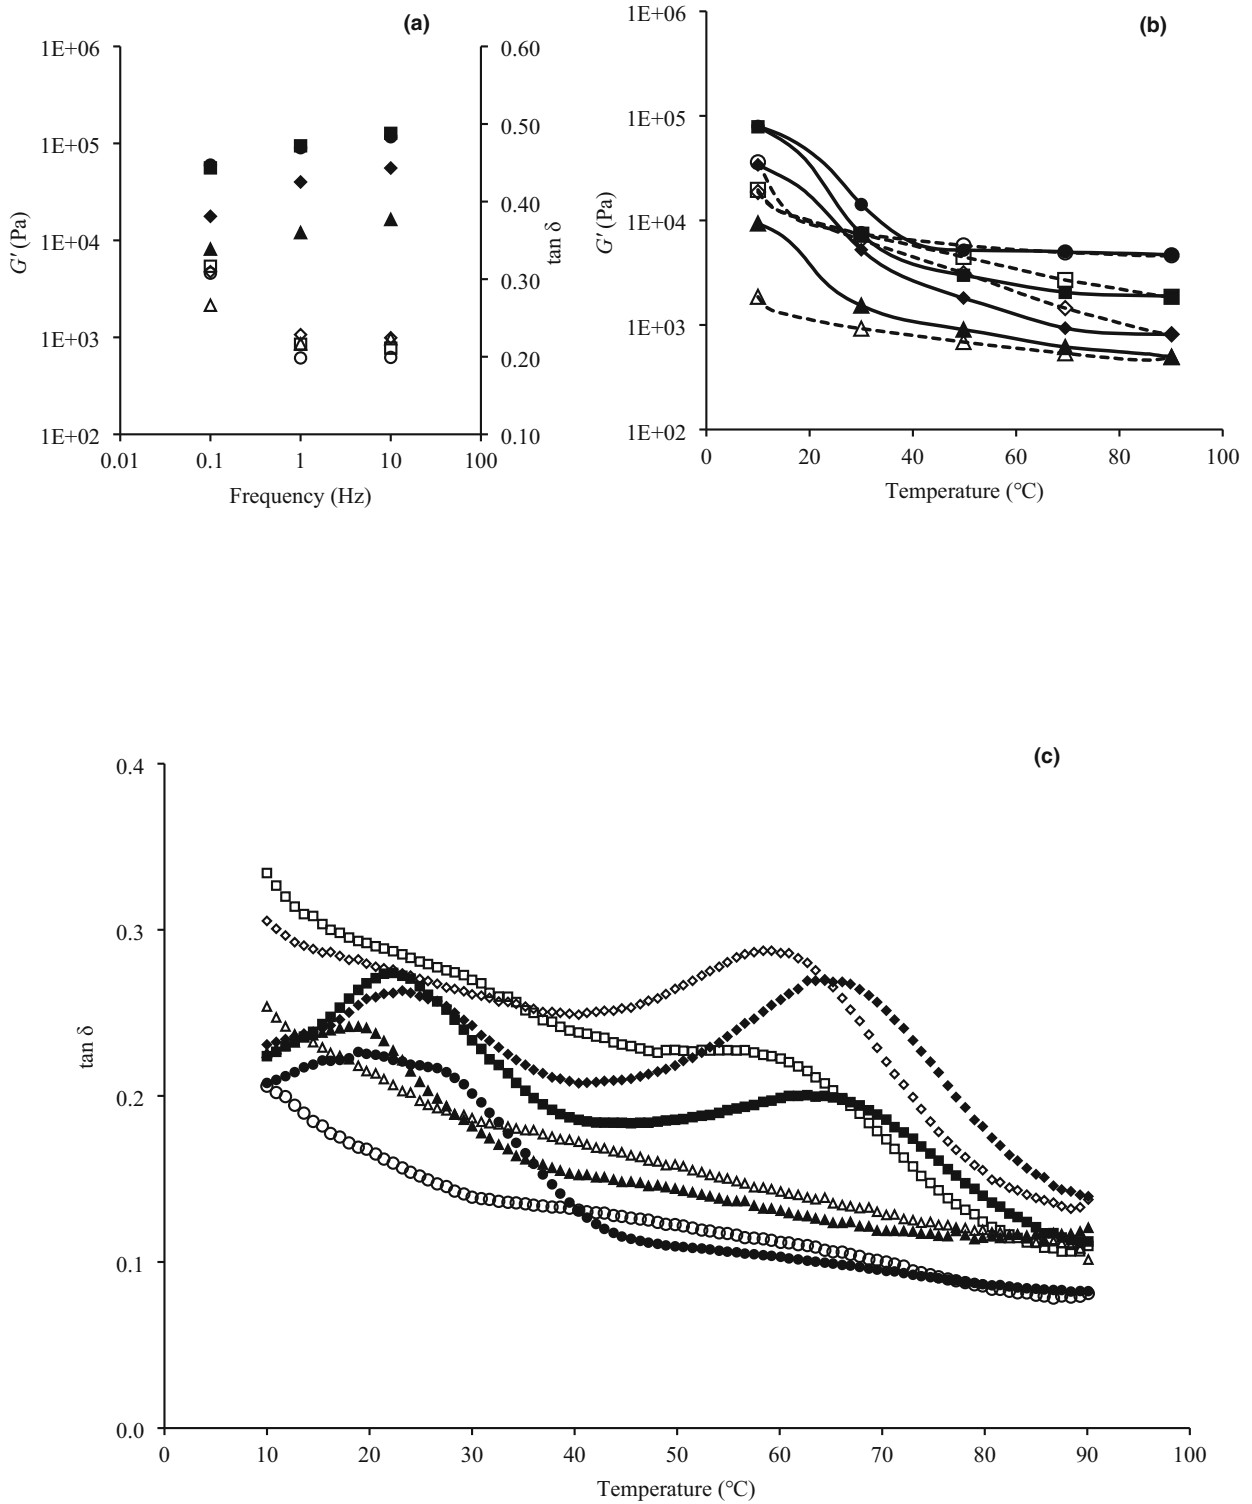 (a)
1E+06
1E+05
1E+04
1E+03
1E+02
G′ (Pa)
0.60
0.50
0.40
0.30
0.20
0.10
tan δ
0.01 0.1 1 10 100
Frequency (Hz)
(b)
1E+06
1E+05
1E+04
1E+03
1E+02
G′ (Pa)
0 20 40 60 80 100
Temperature (°C)
(c)
0.4
0.3
0.2
0.1
0.0
tan δ
0 10 20 30 40 50 60 70 80 90 100
Temperature (°C)